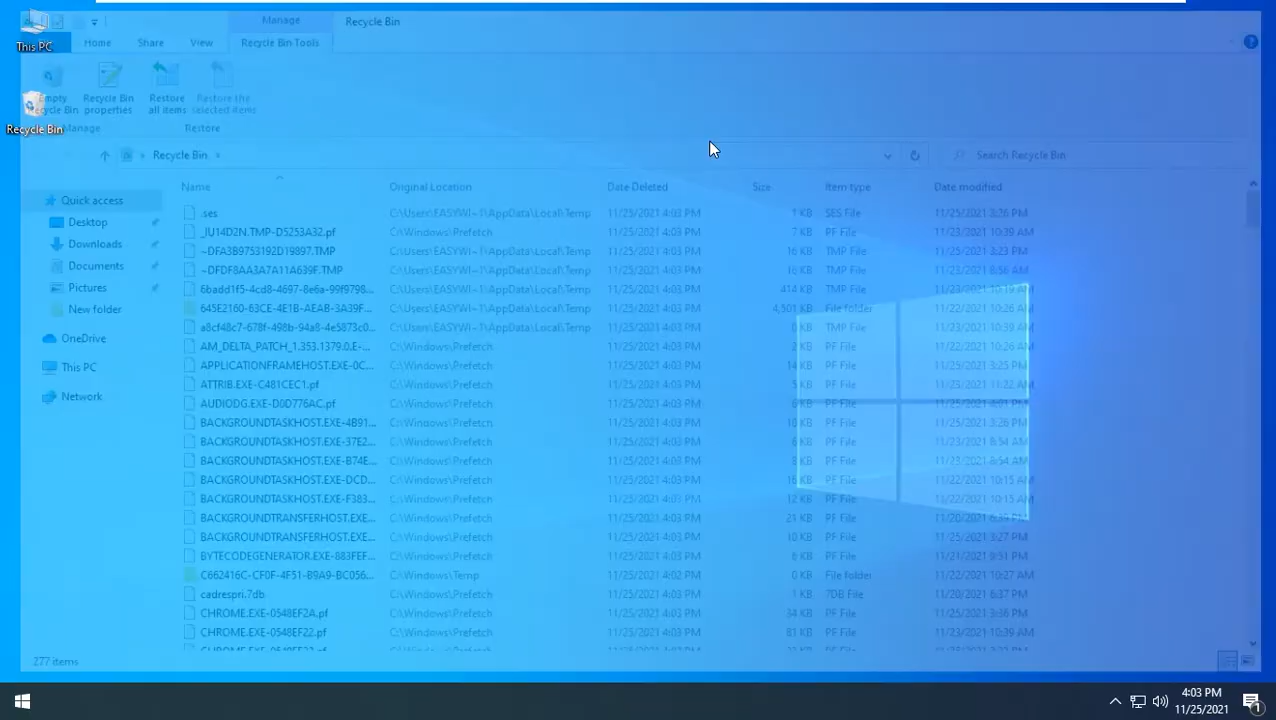 This PC
Manage
Recycle Bin
Home
Share
View
Recycle Bin Tools
Empty Recycle Bin
Recycle Bin properties
Restore all items
Restore the selected items
Recycle Bin
Manage
Restore
Recycle Bin
Search Recycle Bin
Name Original Location Date Deleted Size Item type Date modified
Quick access
Desktop
Downloads
Documents
Pictures
New folder
OneDrive
This PC
Network
.ses C:\Users\EASYWI~1\AppData\Local\Temp 11/25/2021 4:03 PM 1 KB SES File 11/25/2021 3:26 PM
_IU14D2N.TMP-D5253A32.pf C:\Windows\Prefetch 11/25/2021 4:03 PM 7 KB PF File 11/23/2021 10:39 AM
~DFA3B9753192D19897.TMP C:\Users\EASYWI~1\AppData\Local\Temp 11/25/2021 4:03 PM 16 KB TMP File 11/25/2021 3:23 PM
~DFDF8AA3A7A11A639F.TMP C:\Users\EASYWI~1\AppData\Local\Temp 11/25/2021 4:03 PM 16 KB TMP File 11/23/2021 8:56 AM
6badd1f5-4cd8-4697-8e6a-99f9798... C:\Users\EASYWI~1\AppData\Local\Temp 11/25/2021 4:03 PM 414 KB TMP File 11/23/2021 10:19 AM
645E2160-63CE-4E1B-AEAB-3A39F... C:\Users\EASYWI~1\AppData\Local\Temp 11/25/2021 4:03 PM 4,501 KB File folder 11/22/2021 10:26 AM
a8cf48c7-678f-498b-94a8-4e5873c0... C:\Users\EASYWI~1\AppData\Local\Temp 11/25/2021 4:03 PM 0 KB TMP File 11/23/2021 10:39 AM
AM_DELTA_PATCH_1.353.1379.0.E-... C:\Windows\Prefetch 11/25/2021 4:03 PM 2 KB PF File 11/22/2021 10:26 AM
APPLICATIONFRAMEHOST.EXE-0C... C:\Windows\Prefetch 11/25/2021 4:03 PM 14 KB PF File 11/25/2021 3:25 PM
ATTRIB.EXE-C481CEC1.pf C:\Windows\Prefetch 11/25/2021 4:03 PM 5 KB PF File 11/23/2021 11:22 AM
AUDIODG.EXE-D0D776AC.pf C:\Windows\Prefetch 11/25/2021 4:03 PM 6 KB PF File 11/25/2021 4:01 PM
BACKGROUNDTASKHOST.EXE-4B91... C:\Windows\Prefetch 11/25/2021 4:03 PM 10 KB PF File 11/25/2021 3:26 PM
BACKGROUNDTASKHOST.EXE-37E2... C:\Windows\Prefetch 11/25/2021 4:03 PM 6 KB PF File 11/23/2021 8:54 AM
BACKGROUNDTASKHOST.EXE-B74E... C:\Windows\Prefetch 11/25/2021 4:03 PM 8 KB PF File 11/23/2021 8:54 AM
BACKGROUNDTASKHOST.EXE-DCD... C:\Windows\Prefetch 11/25/2021 4:03 PM 16 KB PF File 11/22/2021 10:15 AM
BACKGROUNDTASKHOST.EXE-F383... C:\Windows\Prefetch 11/25/2021 4:03 PM 12 KB PF File 11/22/2021 10:15 AM
BACKGROUNDTRANSFERHOST.EXE... C:\Windows\Prefetch 11/25/2021 4:03 PM 21 KB PF File 11/20/2021 6:39 PM
BACKGROUNDTRANSFERHOST.EXE... C:\Windows\Prefetch 11/25/2021 4:03 PM 10 KB PF File 11/25/2021 3:27 PM
BYTECODEGENERATOR.EXE-883FEF... C:\Windows\Prefetch 11/25/2021 4:03 PM 6 KB PF File 11/21/2021 9:51 PM
C662416C-CF0F-4F51-B9A9-BC056... C:\Windows\Temp 11/25/2021 4:02 PM 0 KB File folder 11/22/2021 10:27 AM
cadrespri.7db C:\Windows\Prefetch 11/25/2021 4:03 PM 1 KB 7DB File 11/20/2021 6:37 PM
CHROME.EXE-0548EF2A.pf C:\Windows\Prefetch 11/25/2021 4:03 PM 34 KB PF File 11/25/2021 3:36 PM
CHROME.EXE-0548EF22.pf C:\Windows\Prefetch 11/25/2021 4:03 PM 81 KB PF File 11/23/2021 10:39 AM
277 items
4:03 PM
11/25/2021
1